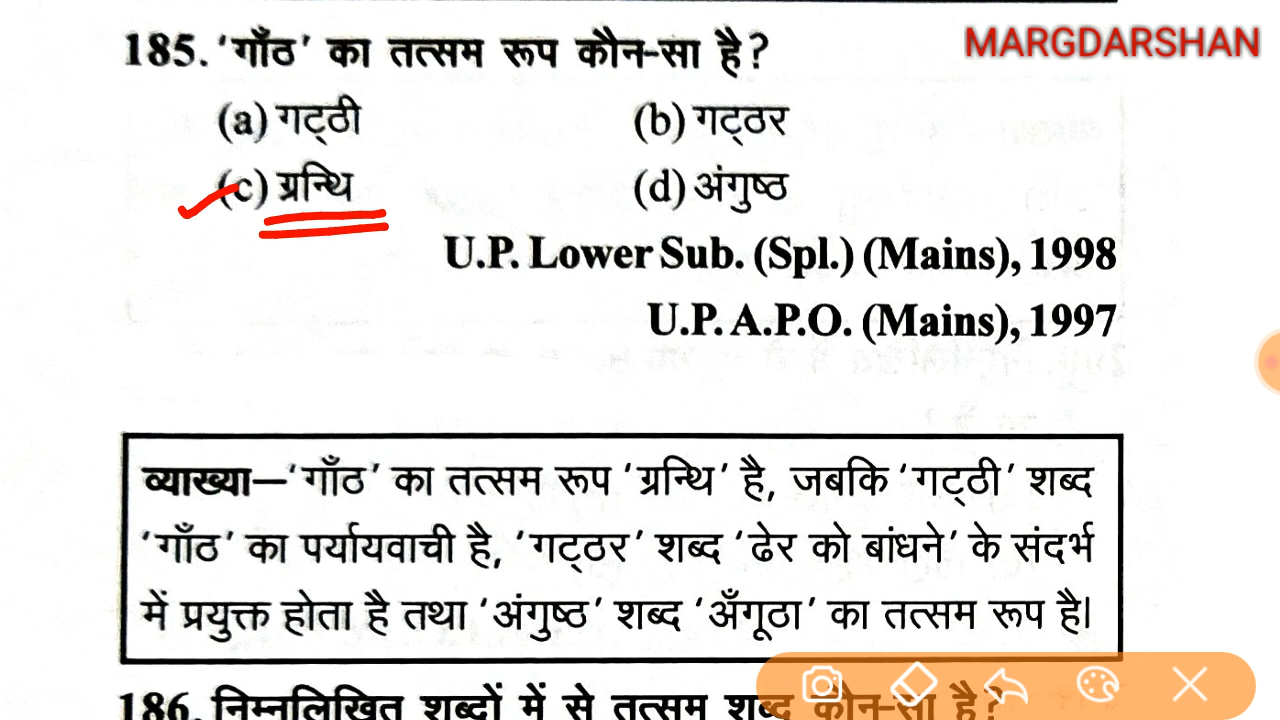 MARGDARSHAN
185. 'गाँठ' का तत्सम रूप कौन-सा है?
(a) गट्ठी (b) गट्ठर
(c) ग्रन्थि (d) अंगुष्ठ
U.P. Lower Sub. (Spl.) (Mains), 1998
U.P. A.P.O. (Mains), 1997
व्याख्या—'गाँठ' का तत्सम रूप 'ग्रन्थि' है, जबकि 'गट्ठी' शब्द
'गाँठ' का पर्यायवाची है, 'गट्ठर' शब्द 'ढेर को बांधने' के संदर्भ
में प्रयुक्त होता है तथा 'अंगुष्ठ' शब्द 'अँगूठा' का तत्सम रूप है।
186. निम्नलिखित शब्दों में से तत्सम शब्द कौन-सा है?